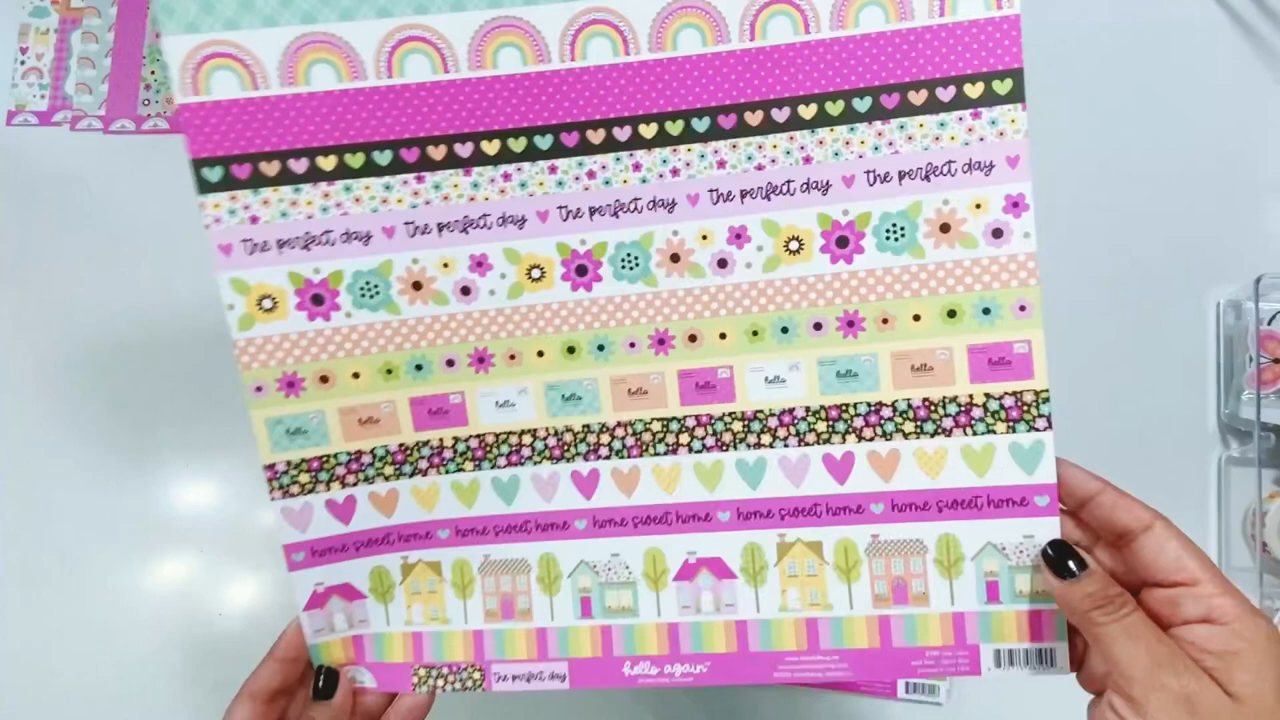 the perfect day the perfect day the perfect day the perfect day the perfect day
hello hello hello hello hello hello hello hello hello hello hello
home sweet home home sweet home home sweet home home sweet home home sweet home
the perfect day
hello again